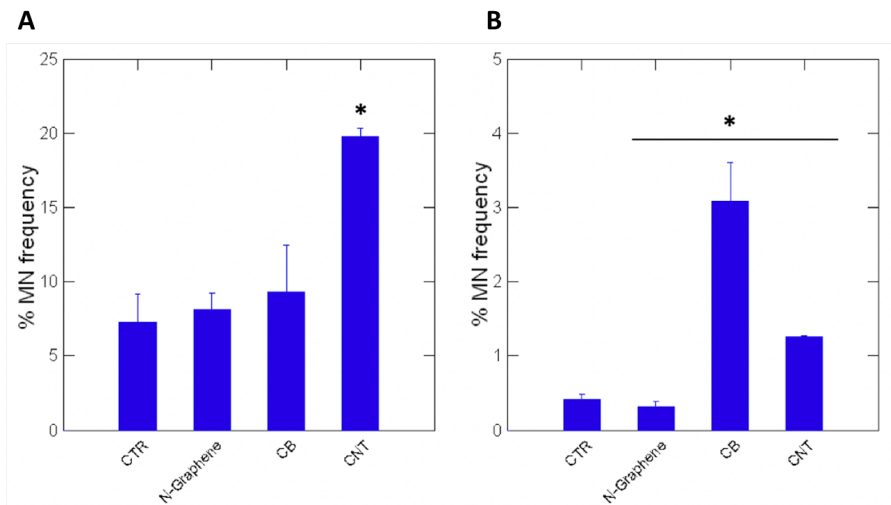 A
B
25
20
15
10
5
0
% MN frequency
*
CTR
N-Graphene
CB
CNT
5
4
3
2
1
0
% MN frequency
*
CTR
N-Graphene
CB
CNT